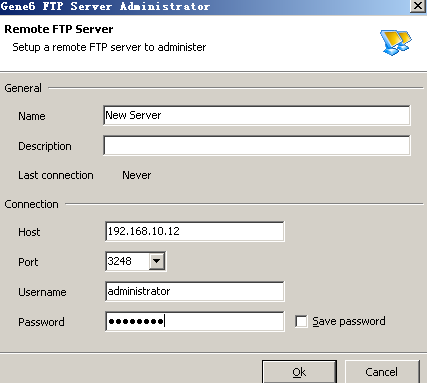 Gene6 FTP Server Administrator
Remote FTP Server
Setup a remote FTP server to administer
General
Name New Server
Description
Last connection Never
Connection
Host 192.168.10.12
Port 3248
Username administrator
Password ●●●●●●●● Save password
Ok Cancel